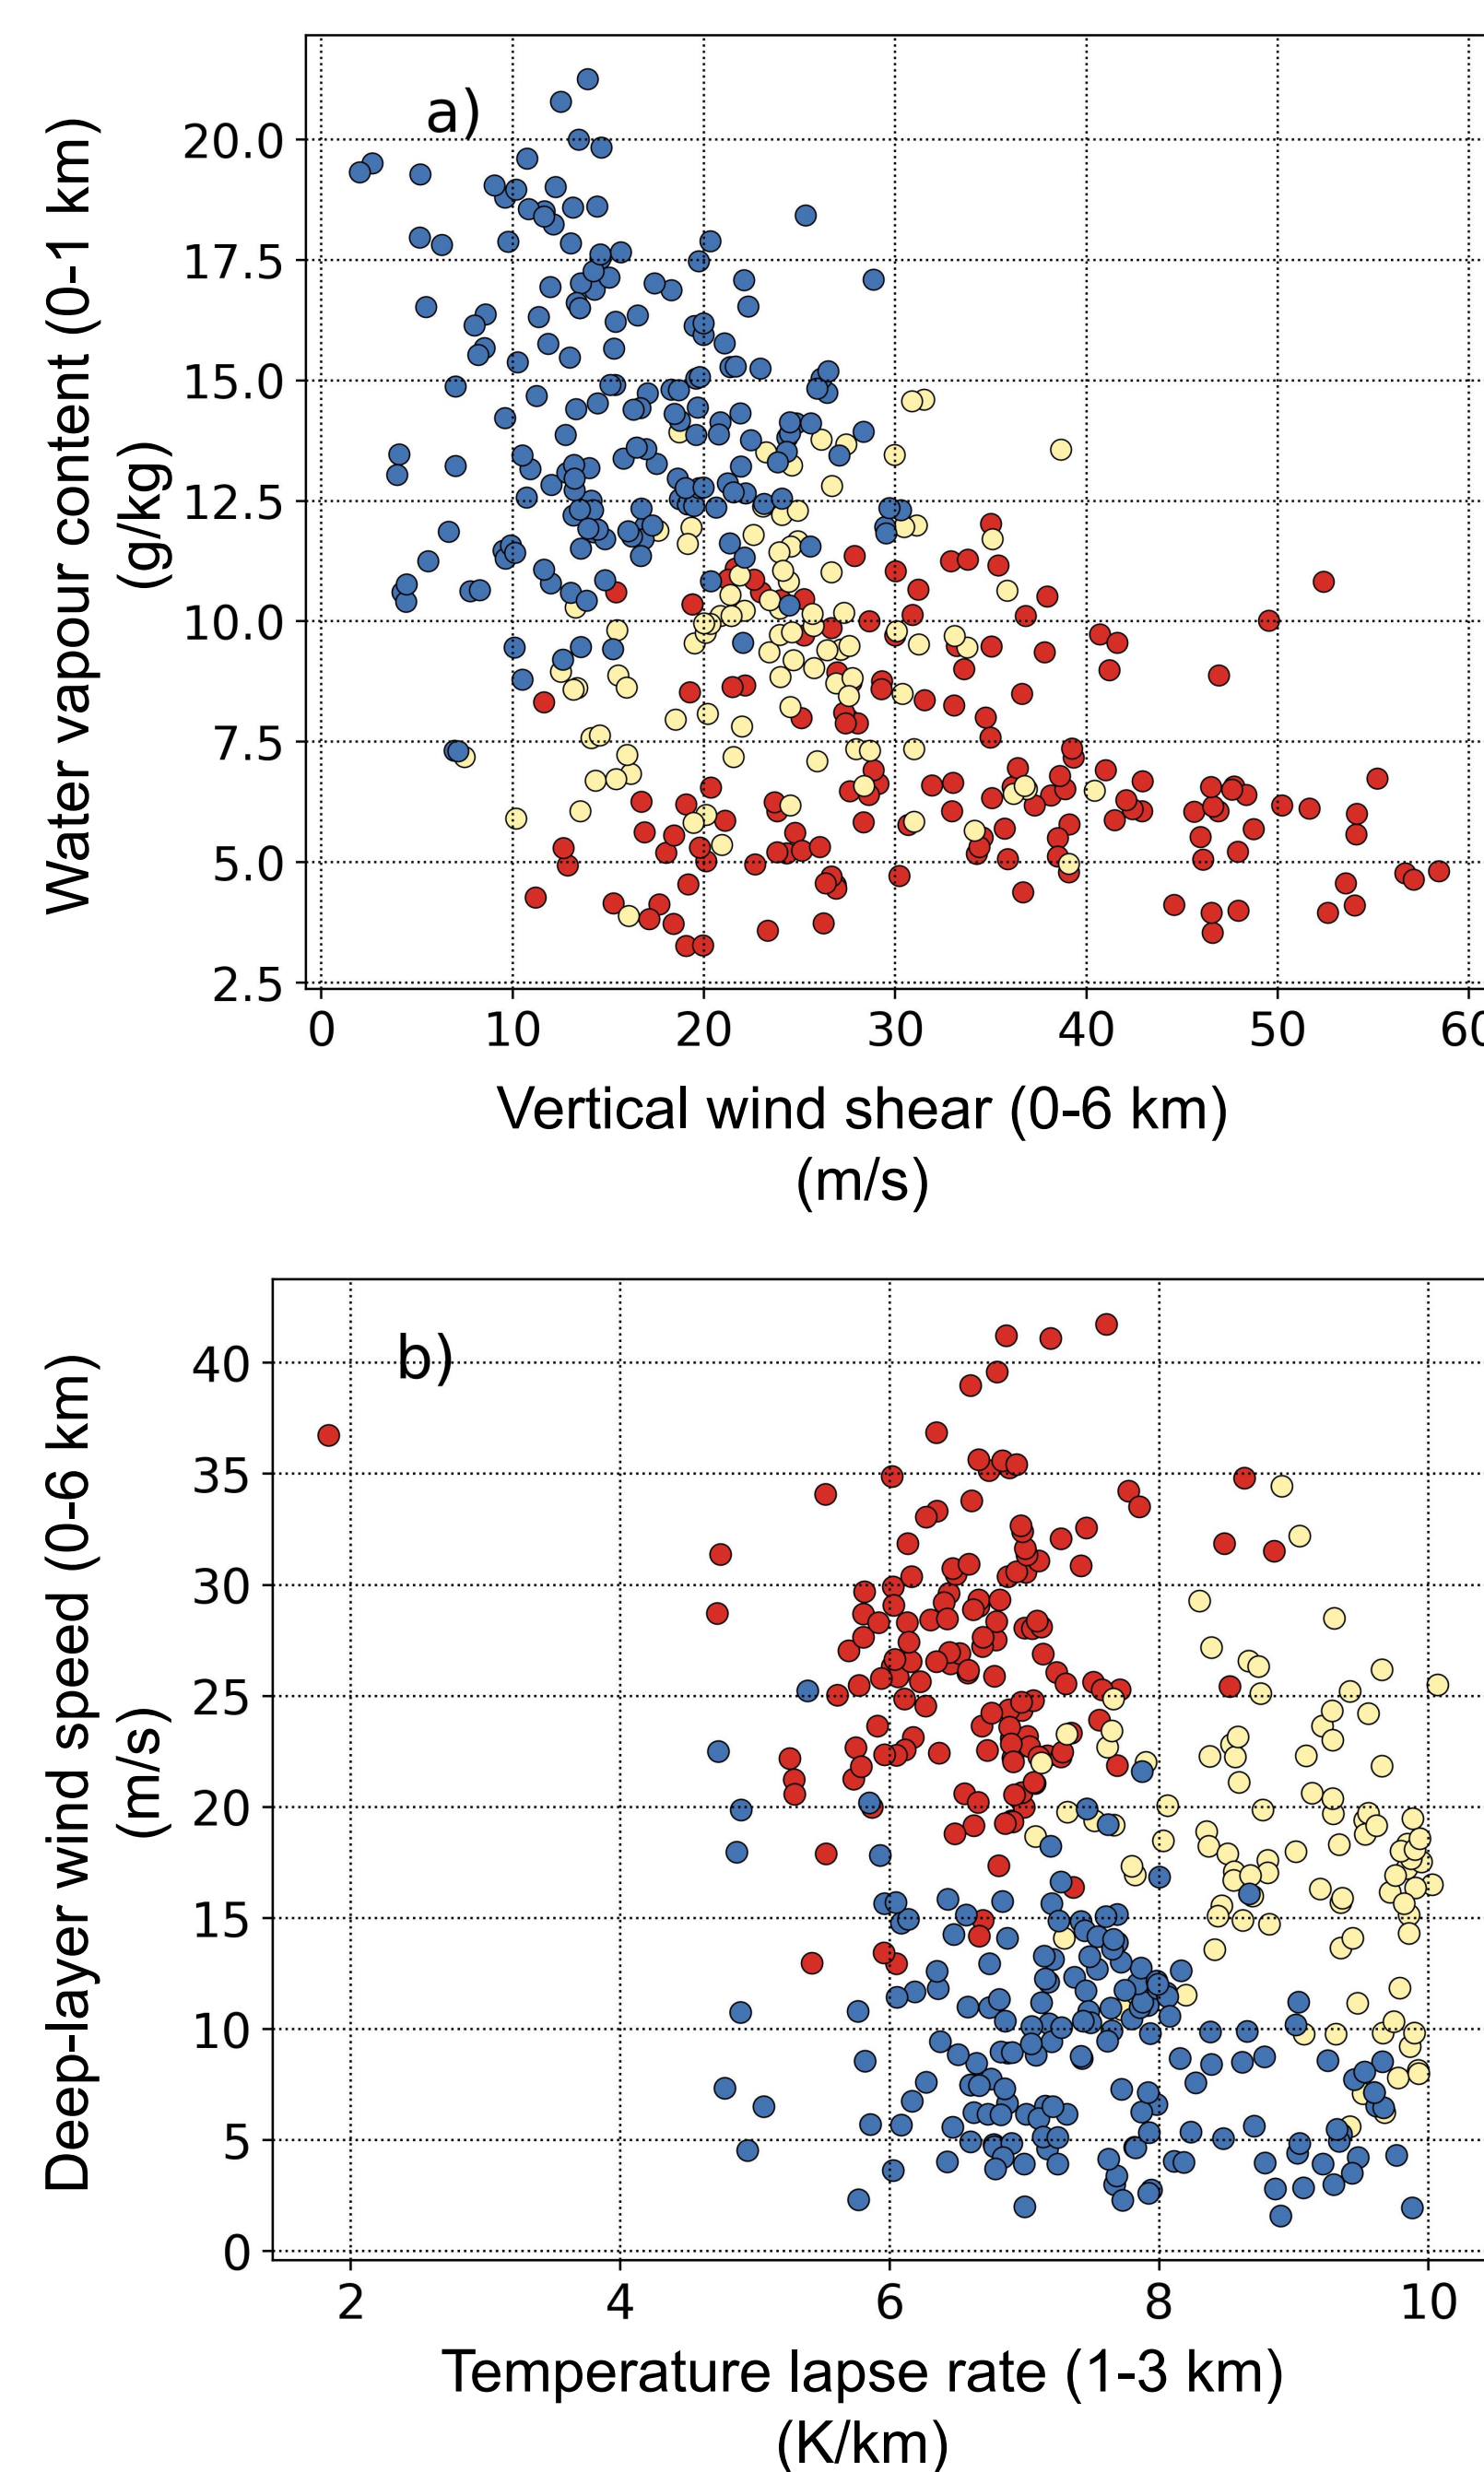 a)
Water vapour content (0-1 km)
(g/kg)
20.0
17.5
15.0
12.5
10.0
7.5
5.0
2.5
0 10 20 30 40 50 60
Vertical wind shear (0-6 km)
(m/s)
b)
Deep-layer wind speed (0-6 km)
(m/s)
40
35
30
25
20
15
10
5
0
2 4 6 8 10
Temperature lapse rate (1-3 km)
(K/km)